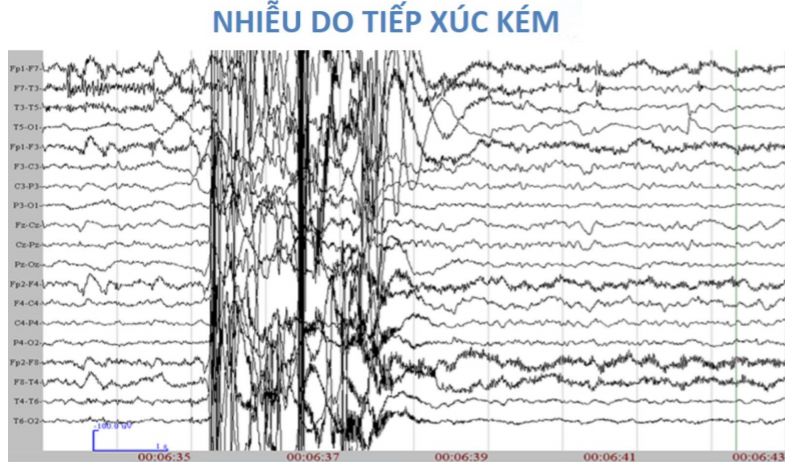 NHIỄU DO TIẾP XÚC KÉM
Fp1-F7
F7-T3
T3-T5
T5-O1
Fp1-F3
F3-C3
C3-P3
P3-O1
Fz-Cz
Cz-Pz
Pz-Oz
Fp2-F4
F4-C4
C4-P4
P4-O2
Fp2-F8
F8-T4
T4-T6
T6-O2
-100.0 uV
1 s
00:06:35 00:06:37 00:06:39 00:06:41 00:06:43